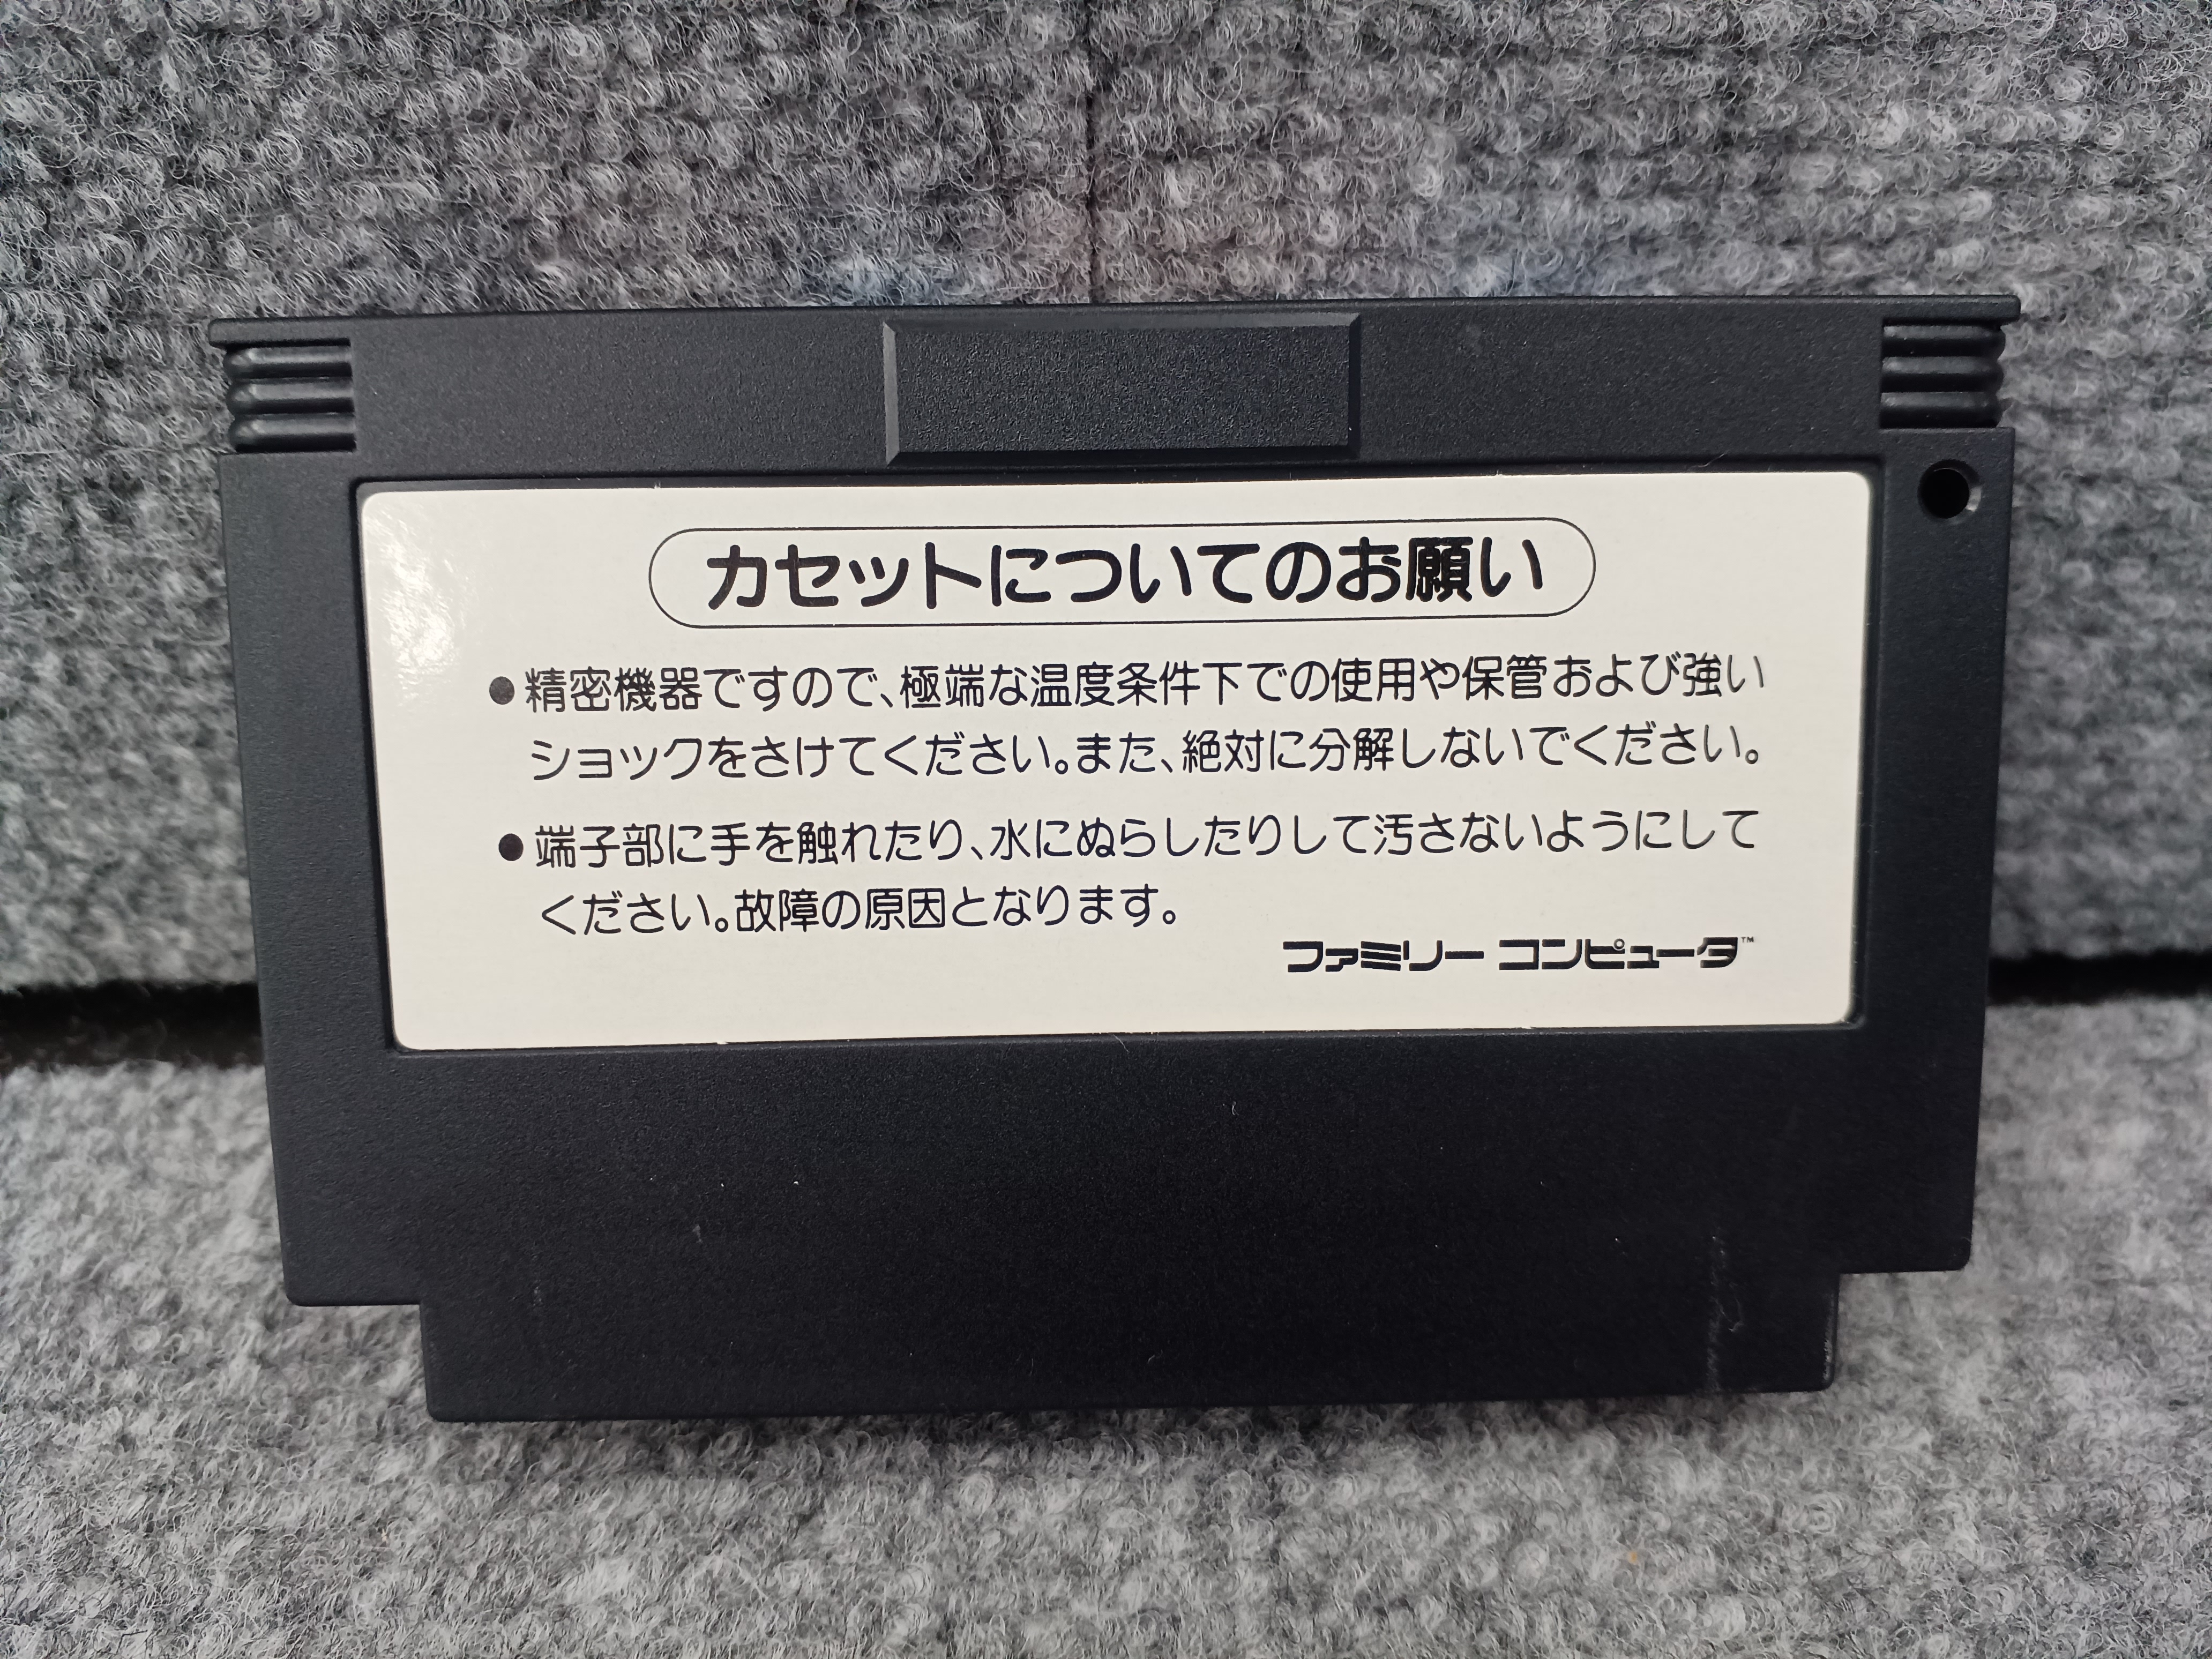 カセットについてのお願い
●精密機器ですので、極端な温度条件下での使用や保管および強い
ショックをさけてください。また、絶対に分解しないでください。
●端子部に手を触れたり、水にぬらしたりして汚さないようにして
ください。故障の原因となります。
ファミリー コンピュータ™